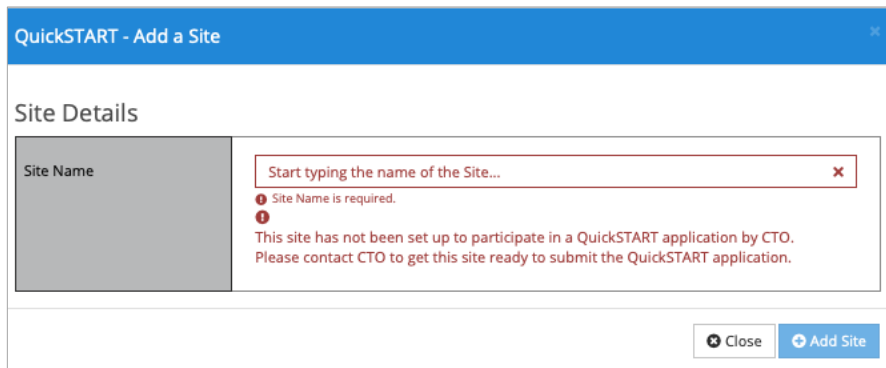 QuickSTART - Add a Site
Site Details
Site Name
Start typing the name of the Site...
Site Name is required.
This site has not been set up to participate in a QuickSTART application by CTO.
Please contact CTO to get this site ready to submit the QuickSTART application.
Close
Add Site